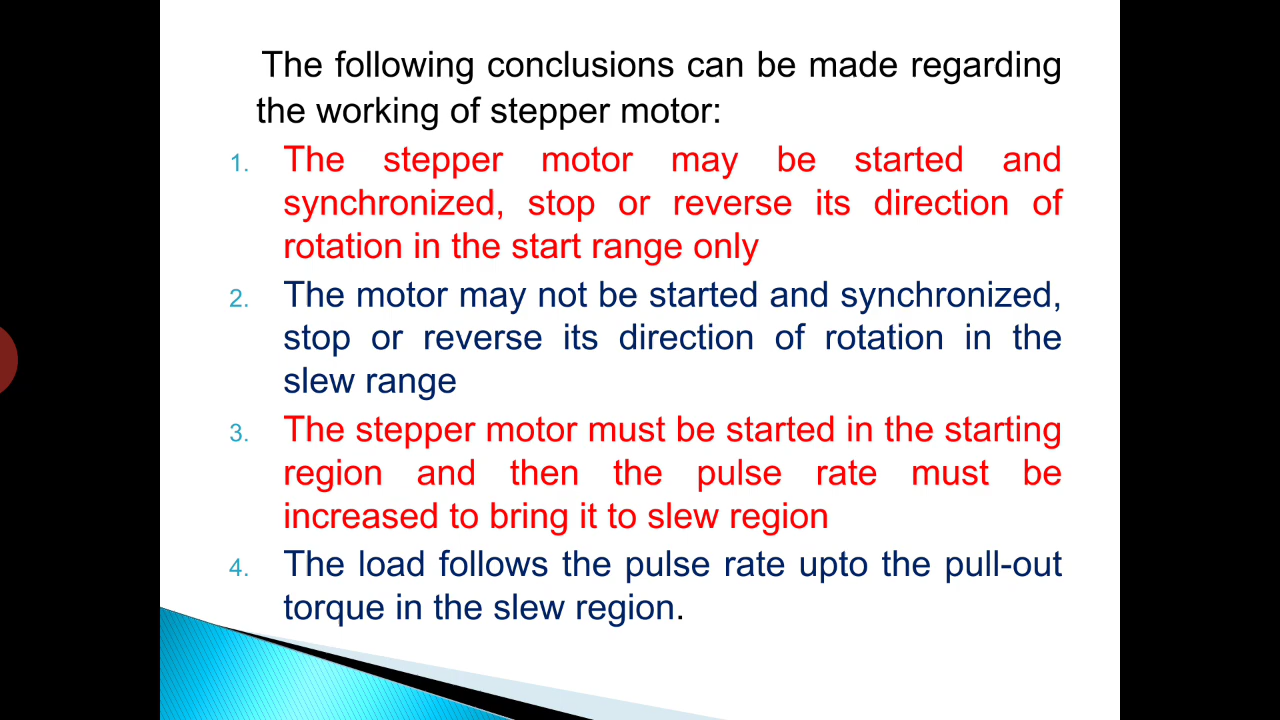 The following conclusions can be made regarding
the working of stepper motor:
1. The stepper motor may be started and
synchronized, stop or reverse its direction of
rotation in the start range only
2. The motor may not be started and synchronized,
stop or reverse its direction of rotation in the
slew range
3. The stepper motor must be started in the starting
region and then the pulse rate must be
increased to bring it to slew region
4. The load follows the pulse rate upto the pull-out
torque in the slew region.